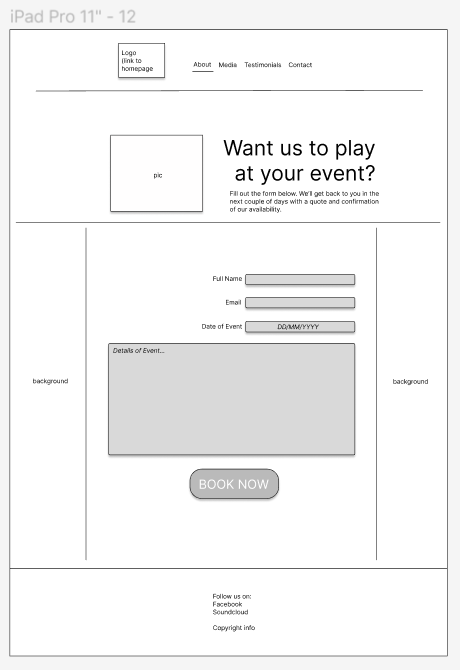 iPad Pro 11" - 12
Logo
(link to
homepage
About Media Testimonials Contact
pic
Want us to play
at your event?
Fill out the form below. We'll get back to you in the
next couple of days with a quote and confirmation
of our availability.
Full Name
Email
Date of Event DD/MM/YYYY
Details of Event...
background
background
BOOK NOW
Follow us on:
Facebook
Soundcloud
Copyright info